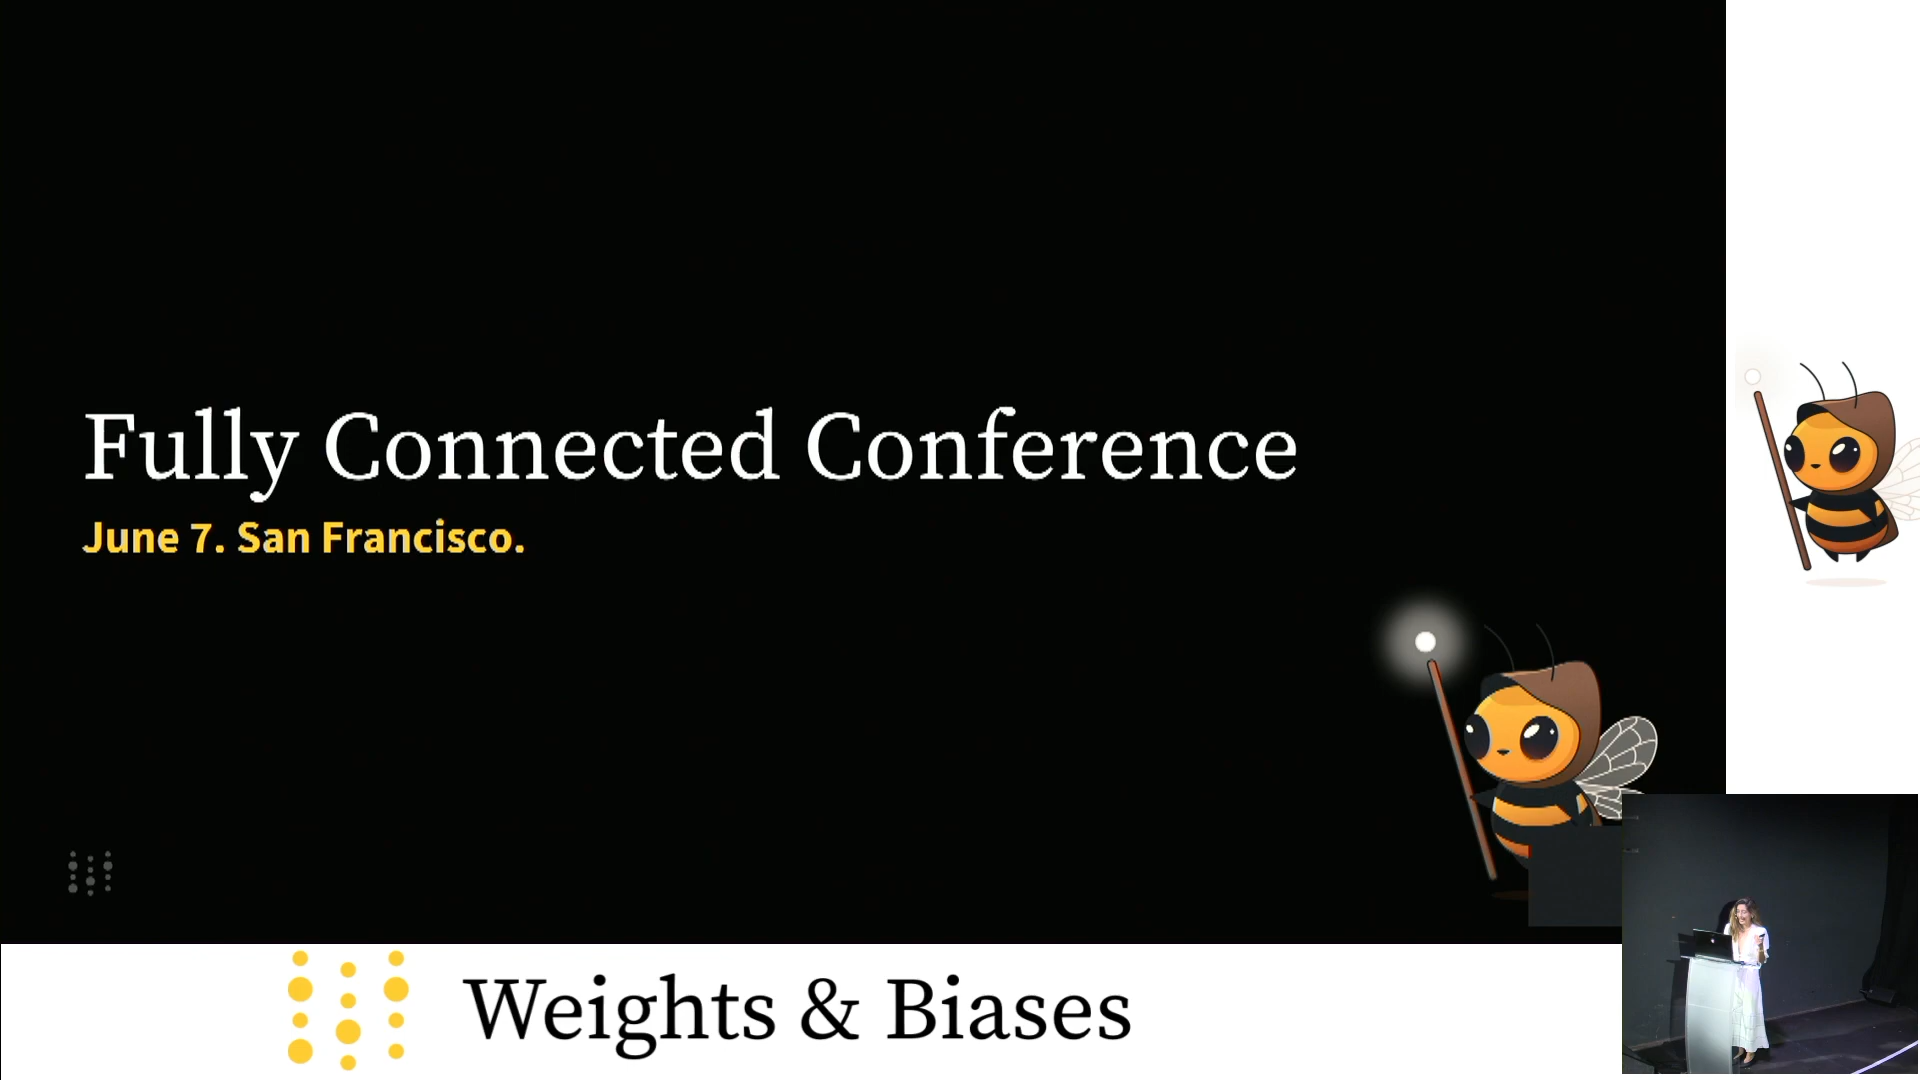 Fully Connected Conference
June 7. San Francisco.
Weights & Biases